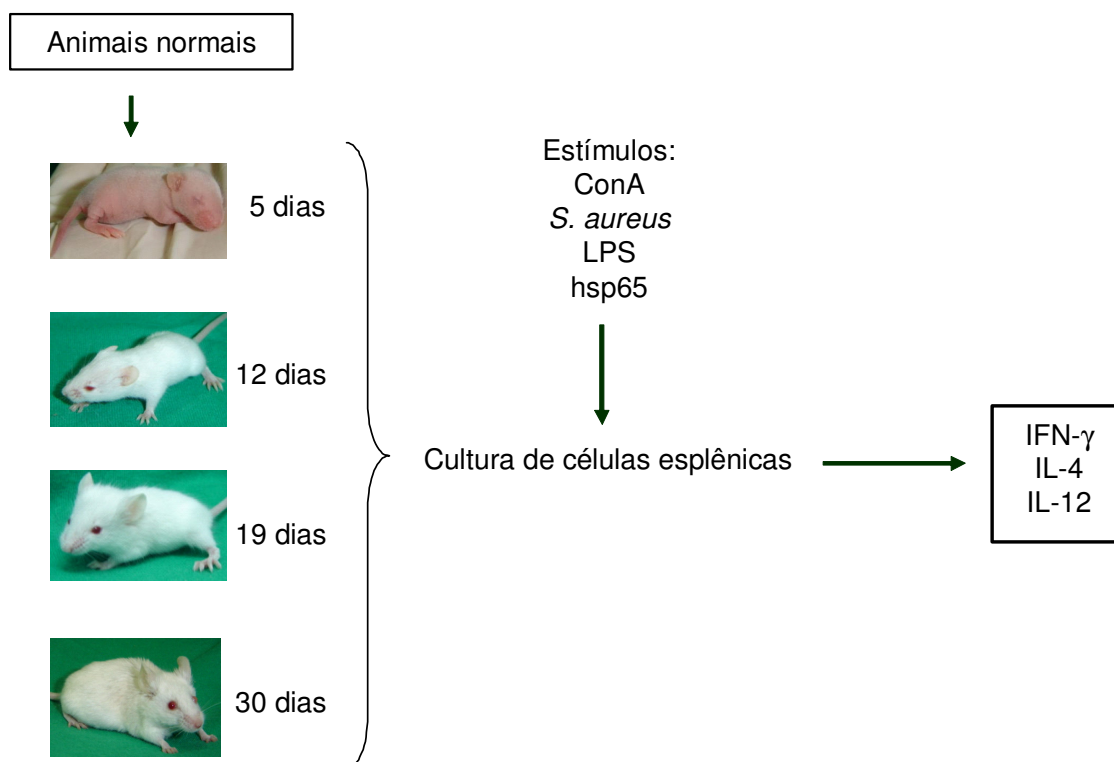 Animais normais
5 dias
12 dias
19 dias
30 dias
Estímulos:
ConA
S. aureus
LPS
hsp65
Cultura de células esplênicas
IFN-γ
IL-4
IL-12